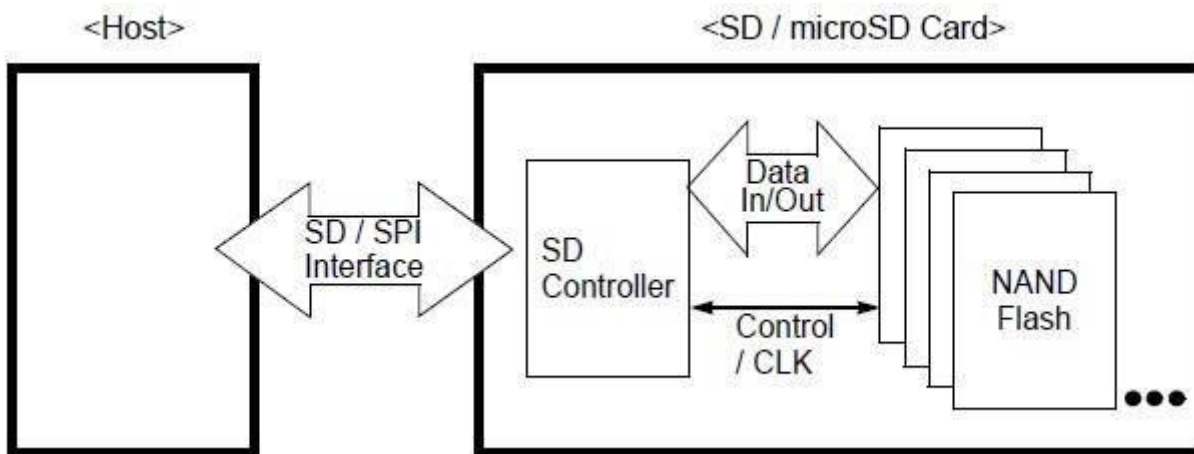 <Host>
<SD / microSD Card>
SD / SPI
Interface
SD
Controller
Data
In/Out
Control
/ CLK
NAND
Flash